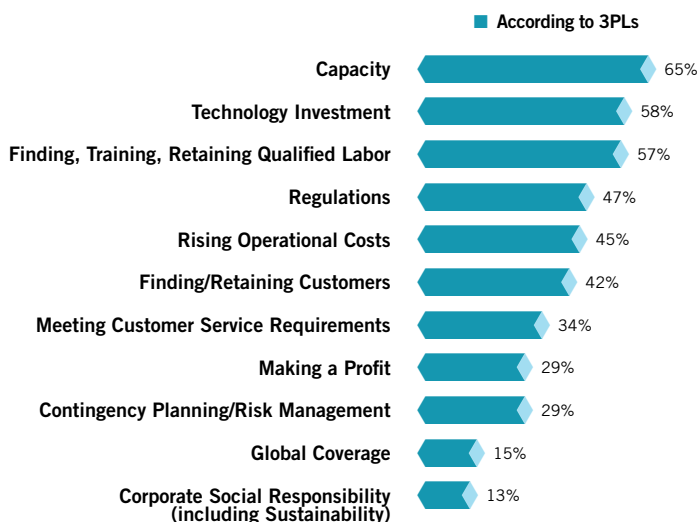 According to 3PLs
Capacity 65%
Technology Investment 58%
Finding, Training, Retaining Qualified Labor 57%
Regulations 47%
Rising Operational Costs 45%
Finding/Retaining Customers 42%
Meeting Customer Service Requirements 34%
Making a Profit 29%
Contingency Planning/Risk Management 29%
Global Coverage 15%
Corporate Social Responsibility 13%
(including Sustainability)